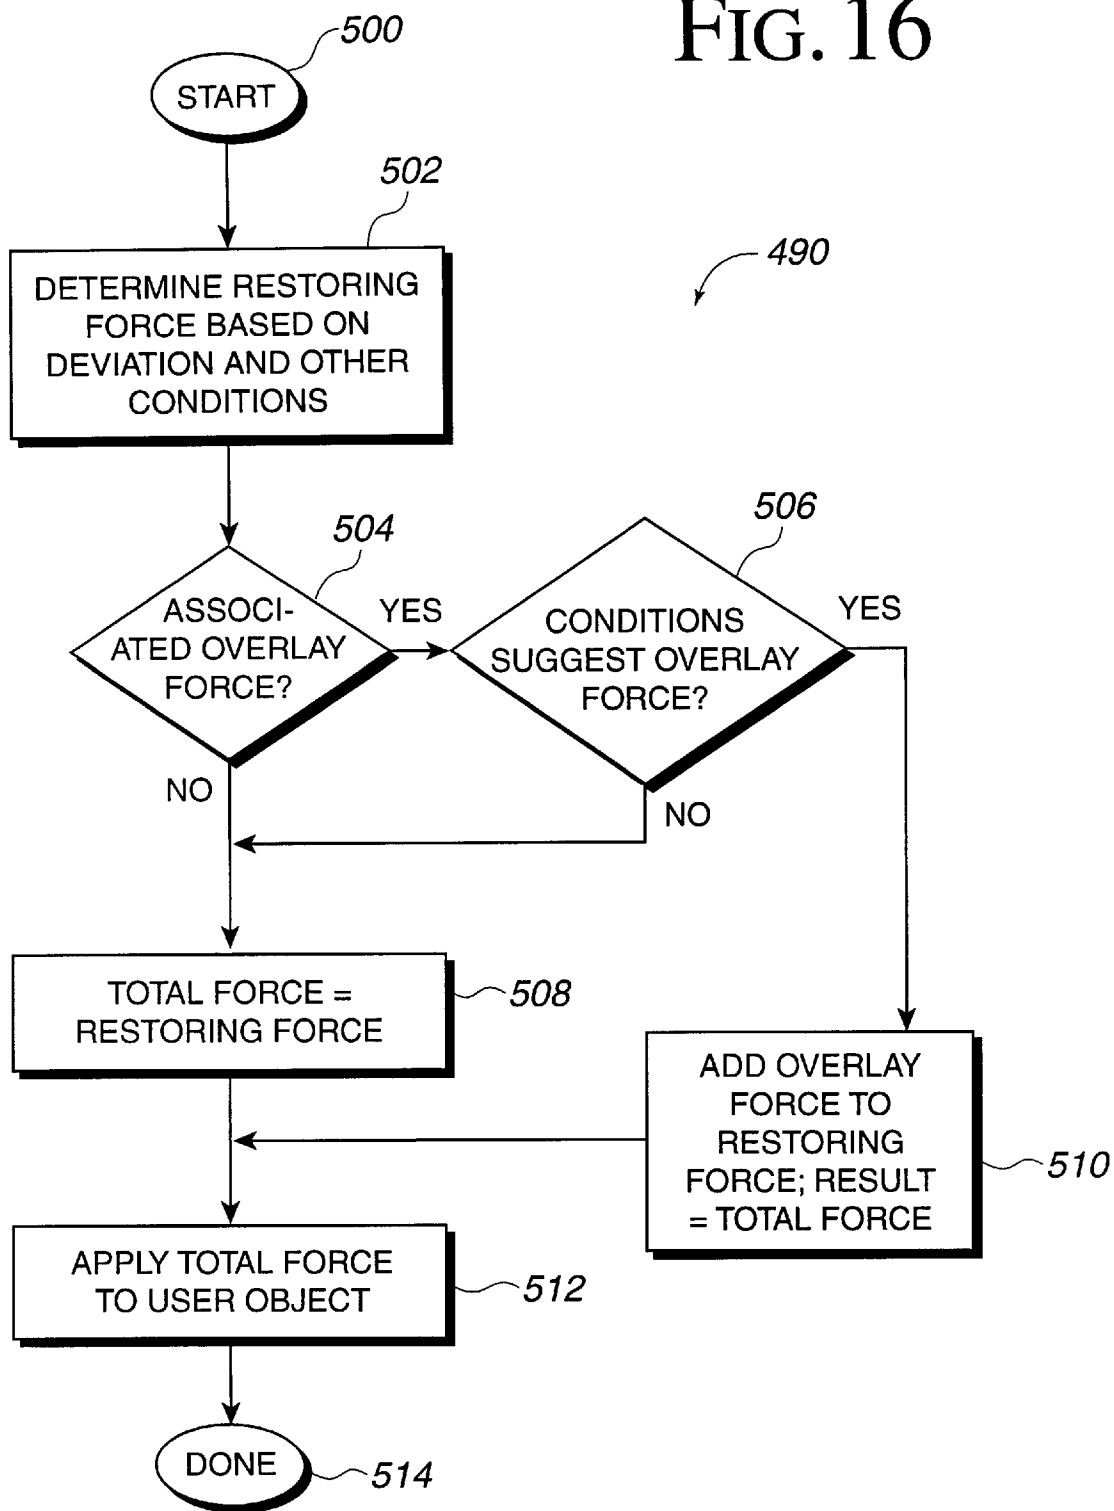 FIG. 16
500
START
502
490
DETERMINE RESTORING
FORCE BASED ON
DEVIATION AND OTHER
CONDITIONS
504
506
ASSOCI-
ATED OVERLAY
FORCE?
YES
CONDITIONS
SUGGEST OVERLAY
FORCE?
YES
NO
NO
TOTAL FORCE =
RESTORING FORCE
508
ADD OVERLAY
FORCE TO
RESTORING
FORCE; RESULT
= TOTAL FORCE
510
APPLY TOTAL FORCE
TO USER OBJECT
512
DONE
514